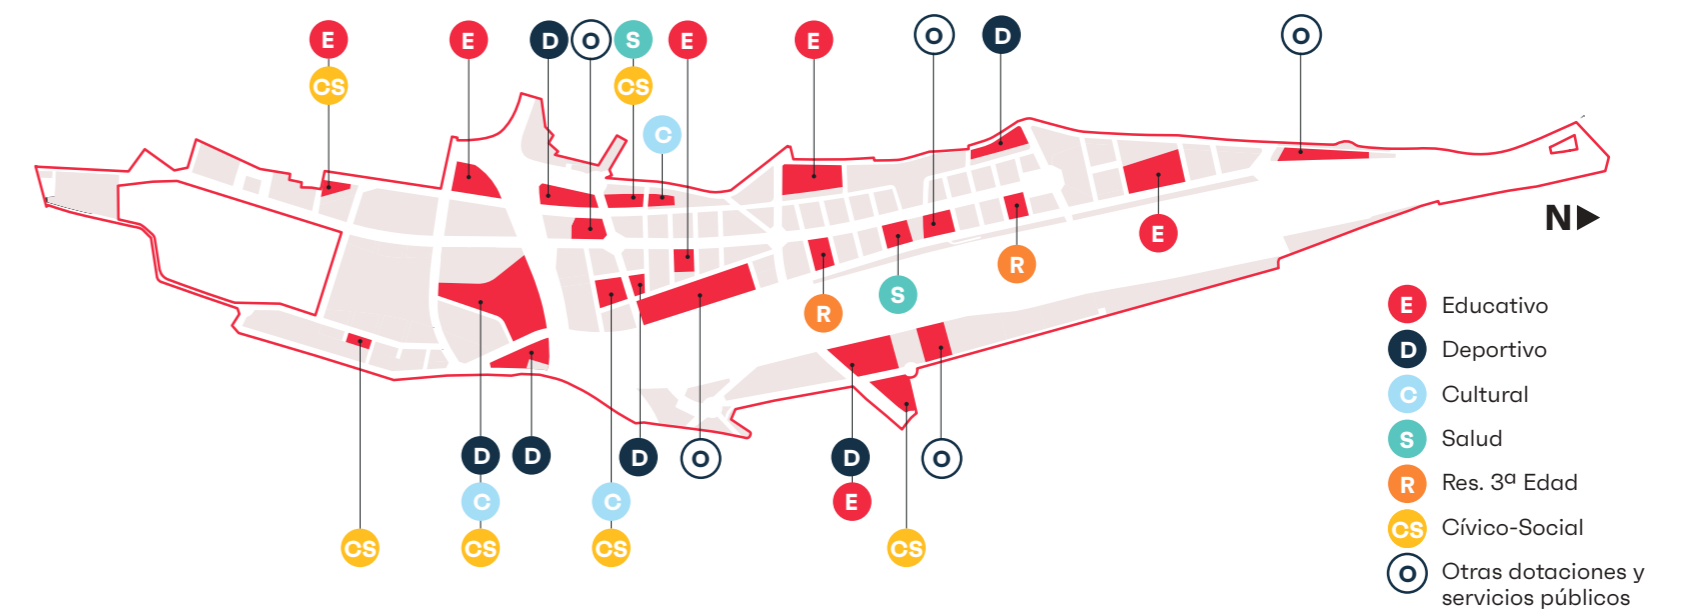 E
E
D
O
S
E
E
O
D
O
CS
CS
C
N
E
R
S
R
E Educativo
D Deportivo
C Cultural
S Salud
R Res. 3ª Edad
CS Cívico-Social
O Otras dotaciones y
servicios públicos
D
D
D
O
D
O
C
C
E
CS
CS
CS
CS